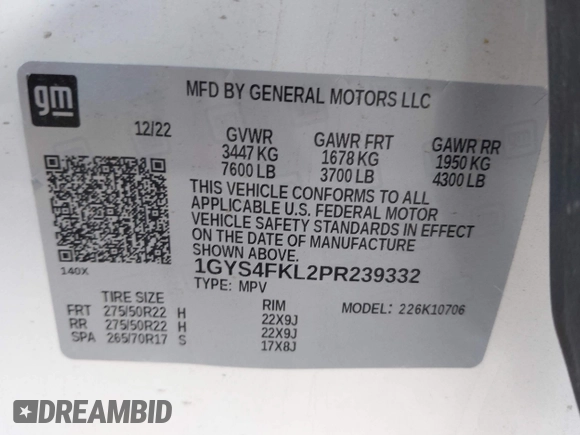 gm
MFD BY GENERAL MOTORS LLC
12/22
GVWR GAWR FRT GAWR RR
3447 KG 1678 KG 1950 KG
7600 LB 3700 LB 4300 LB
THIS VEHICLE CONFORMS TO ALL
APPLICABLE U.S. FEDERAL MOTOR
VEHICLE SAFETY STANDARDS IN EFFECT
ON THE DATE OF MANUFACTURE
SHOWN ABOVE.
140X
1GYS4FKL2PR239332
TYPE: MPV
TIRE SIZE RIM MODEL: 226K10706
FRT 275/50R22 H 22X9J
RR 275/50R22 H 22X9J
SPA 265/70R17 S 17X8J
DREAMBID